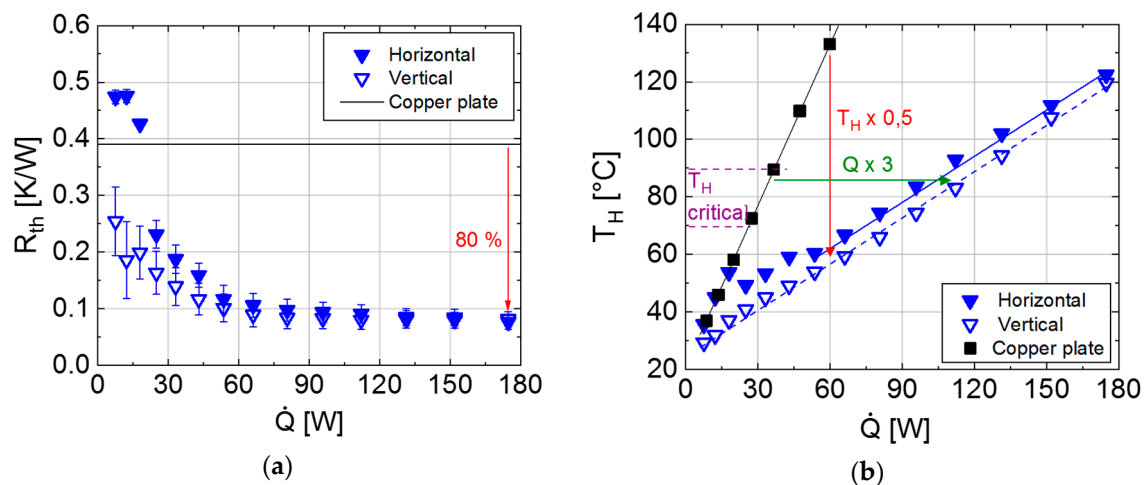 0.6
0.5
0.4
0.3
0.2
0.1
0.0
R_th [K/W]
Horizontal
Vertical
Copper plate
80 %
0 30 60 90 120 150 180
Q̇ [W]
(a)
140
120
100
80
60
40
20
T_H [°C]
T_H x 0,5
Q x 3
T_H
critical
Horizontal
Vertical
Copper plate
0 30 60 90 120 150 180
Q̇ [W]
(b)